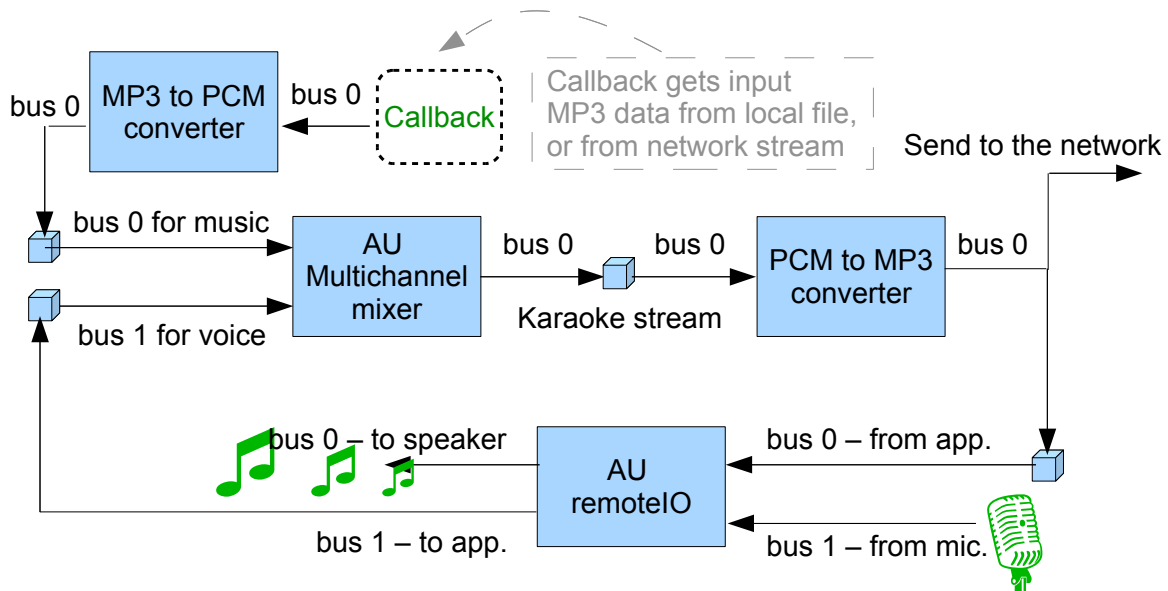 MP3 to PCM
converter
bus 0
bus 0
Callback
Callback gets input
MP3 data from local file,
or from network stream
Send to the network
bus 0 for music
AU
Multichannel
mixer
bus 0
bus 0
PCM to MP3
converter
bus 0
Karaoke stream
bus 1 for voice
bus 0 – to speaker
AU
remoteIO
bus 0 – from app.
bus 1 – to app.
bus 1 – from mic.